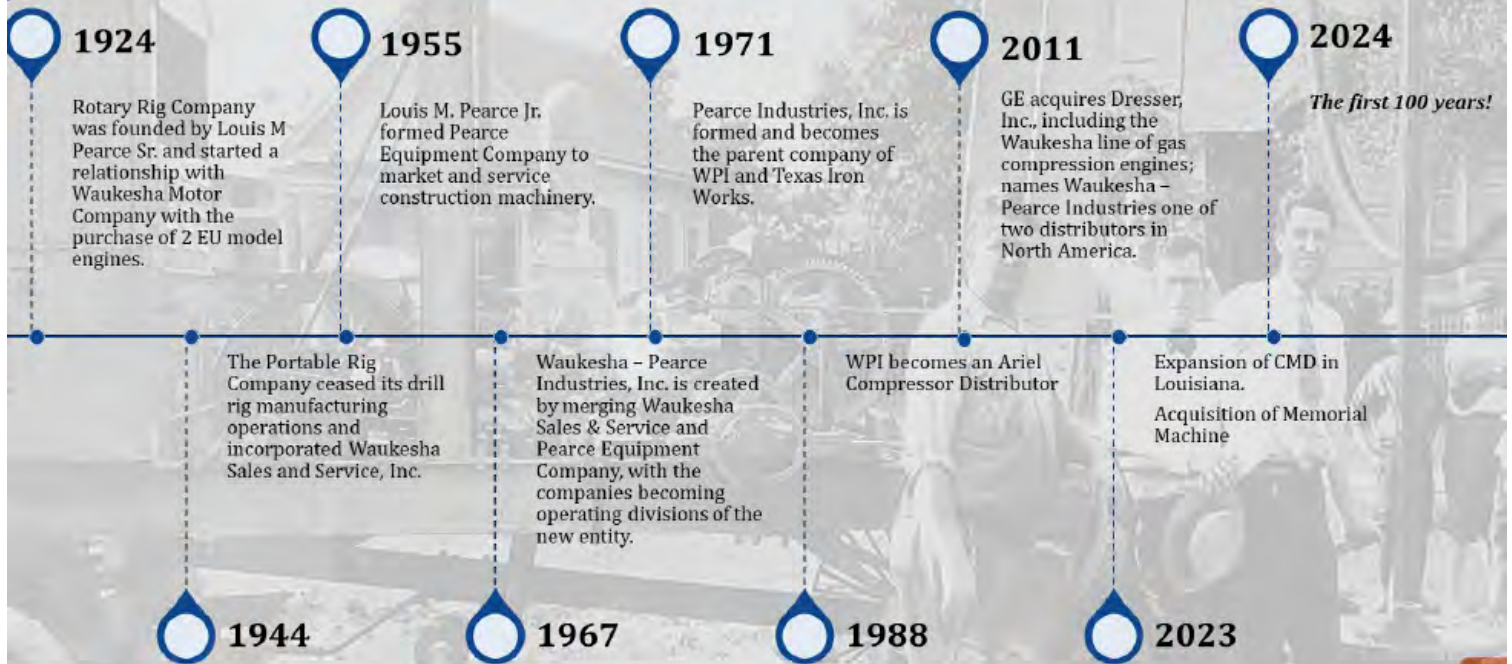 1924
Rotary Rig Company
was founded by Louis M
Pearce Sr. and started a
relationship with
Waukesha Motor
Company with the
purchase of 2 EU model
engines.
1955
Louis M. Pearce Jr.
formed Pearce
Equipment Company to
market and service
construction machinery.
1971
Pearce Industries, Inc. is
formed and becomes
the parent company of
WPI and Texas Iron
Works.
2011
GE acquires Dresser,
Inc., including the
Waukesha line of gas
compression engines;
names Waukesha –
Pearce Industries one of
two distributors in
North America.
2024
The first 100 years!
The Portable Rig
Company ceased its drill
rig manufacturing
operations and
incorporated Waukesha
Sales and Service, Inc.
1944
Waukesha – Pearce
Industries, Inc. is created
by merging Waukesha
Sales & Service and
Pearce Equipment
Company, with the
companies becoming
operating divisions of the
new entity.
1967
WPI becomes an Ariel
Compressor Distributor
1988
Expansion of CMD in
Louisiana.
Acquisition of Memorial
Machine
2023